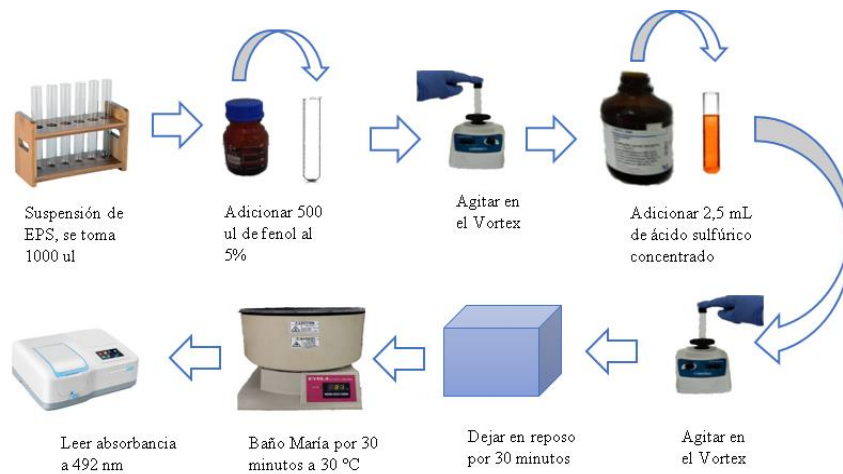 Suspensión de
EPS, se toma
1000 ul
Adicionar 500
ul de fenol al
5%
Agitar en
el Vortex
Adicionar 2,5 mL
de ácido sulfúrico
concentrado
Agitar en
el Vortex
Dejar en reposo
por 30 minutos
Baño María por 30
minutos a 30 °C
Leer absorbancia
a 492 nm